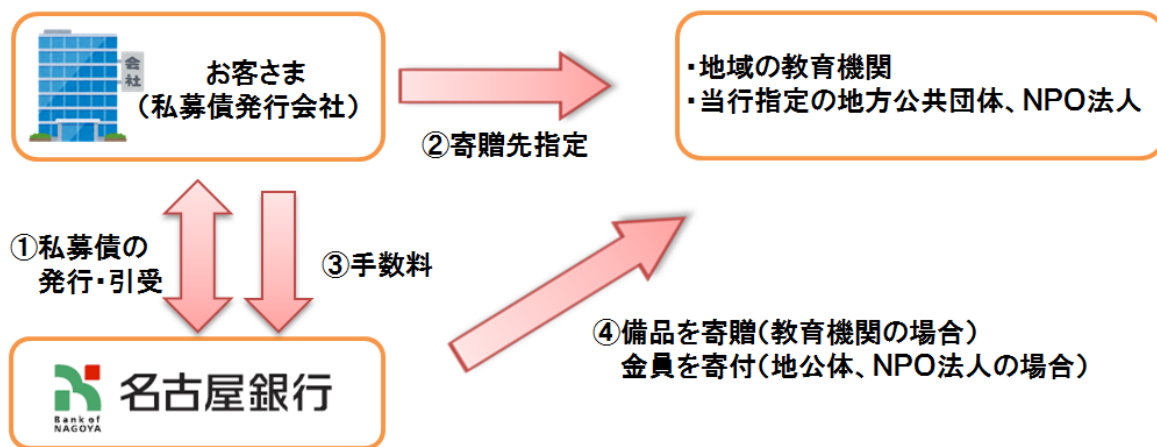 会社
お客さま
（私募債発行会社）
・地域の教育機関
・当行指定の地方公共団体、NPO法人
②寄贈先指定
①私募債の
発行・引受
③手数料
④備品を寄贈（教育機関の場合）
金員を寄付（地公体、NPO法人の場合）
Bank of
NAGOYA
名古屋銀行